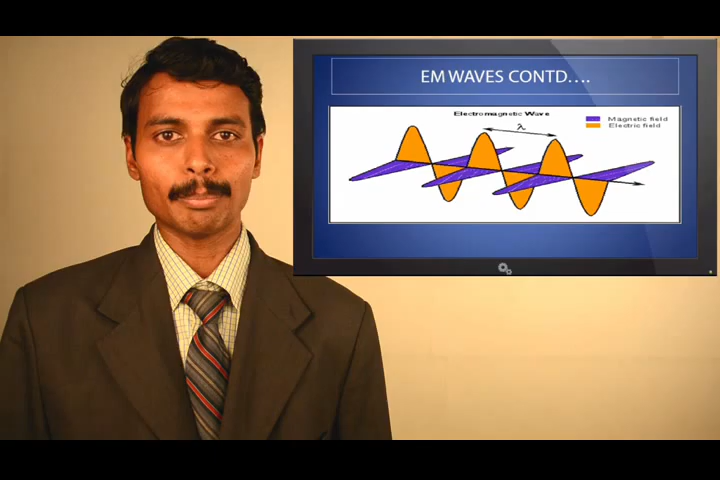 EM WAVES CONTD....
Electromagnetic Wave
λ
Magnetic field
Electric field